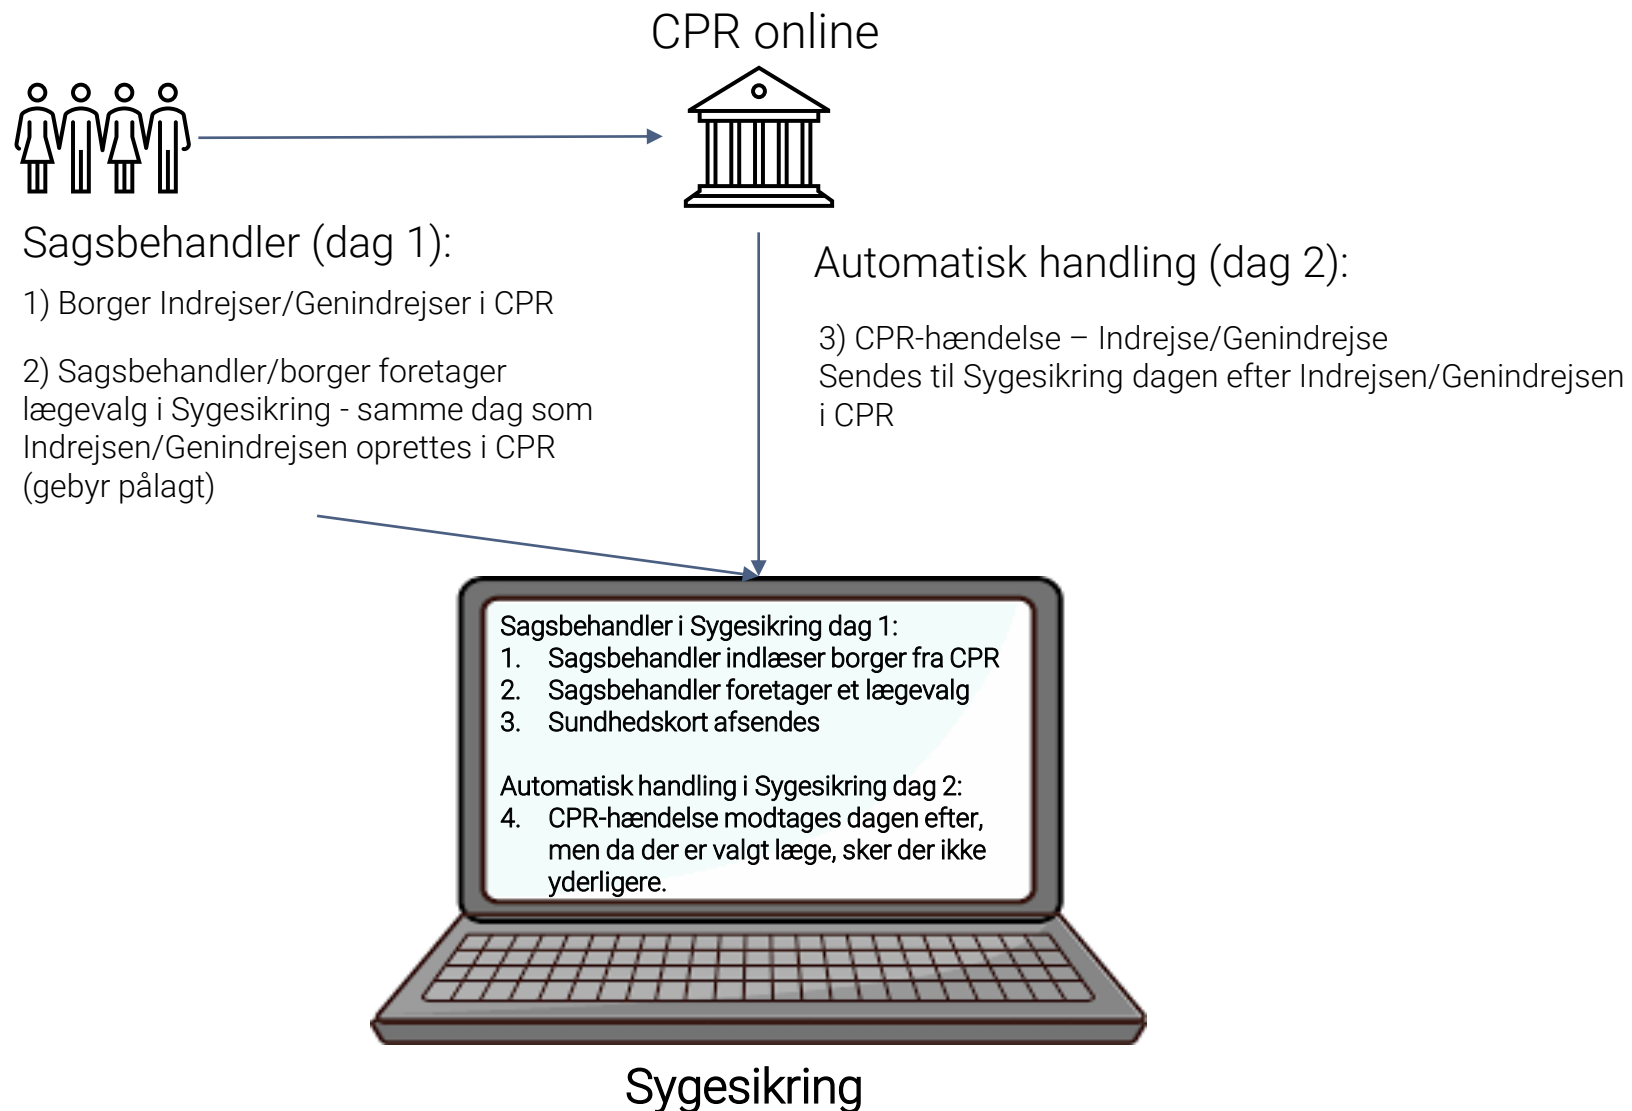 CPR online
Sagsbehandler (dag 1):
1) Borger Indrejser/Genindrejser i CPR
2) Sagsbehandler/borger foretager
lægevalg i Sygesikring - samme dag som
Indrejsen/Genindrejsen oprettes i CPR
(gebyr pålagt)
Automatisk handling (dag 2):
3) CPR-hændelse – Indrejse/Genindrejse
Sendes til Sygesikring dagen efter Indrejsen/Genindrejsen
i CPR
Sagsbehandler i Sygesikring dag 1:
1. Sagsbehandler indlæser borger fra CPR
2. Sagsbehandler foretager et lægevalg
3. Sundhedskort afsendes
Automatisk handling i Sygesikring dag 2:
4. CPR-hændelse modtages dagen efter,
men da der er valgt læge, sker der ikke
yderligere.
Sygesikring